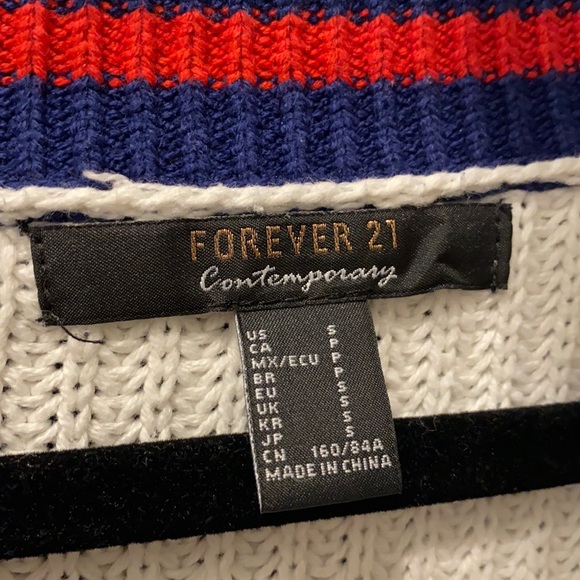 FOREVER 21
Contemporary
US S
CA P
MX/ECU P
BR P
EU S
UK S
KR S
JP S
CN 160/84A
MADE IN CHINA